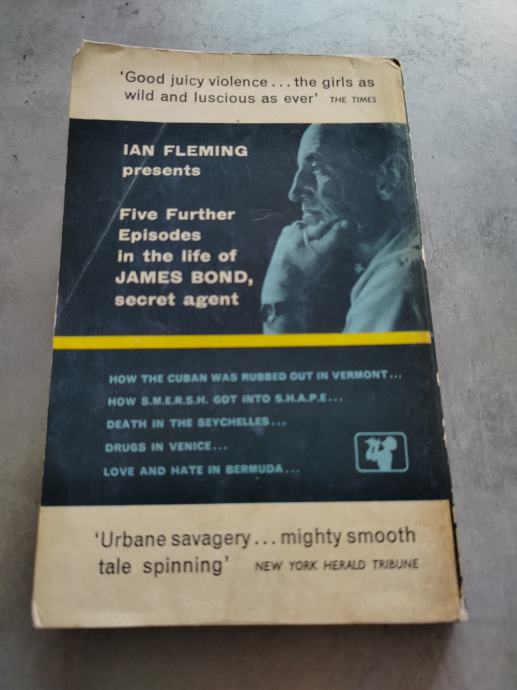 'Good juicy violence... the girls as
wild and luscious as ever' THE TIMES
IAN FLEMING
presents
Five Further
Episodes
in the life of
JAMES BOND,
secret agent
HOW THE CUBAN WAS RUBBED OUT IN VERMONT...
HOW S.M.E.R.S.H. GOT INTO S.H.A.P.E...
DEATH IN THE SEYCHELLES...
DRUGS IN VENICE...
LOVE AND HATE IN BERMUDA...
'Urbane savagery... mighty smooth
tale spinning' NEW YORK HERALD TRIBUNE